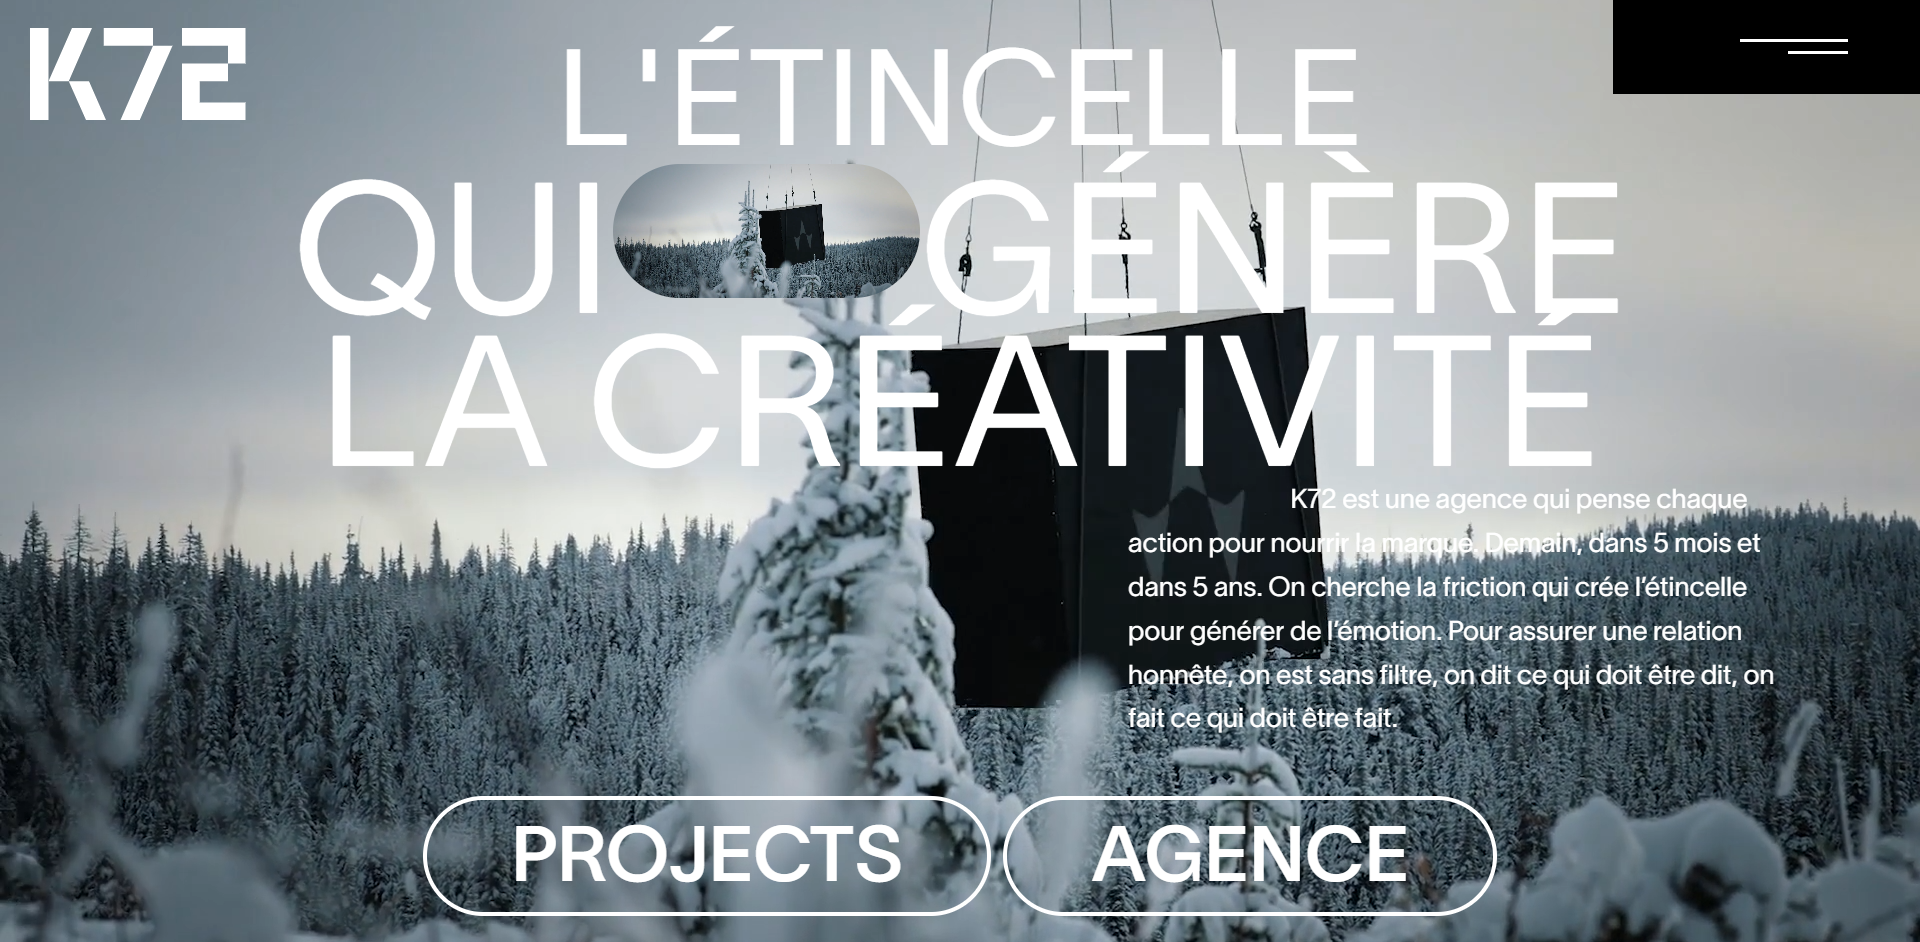 K72
L'ÉTINCELLE
QUI GÉNÈRE
LA CRÉATIVITÉ
K72 est une agence qui pense chaque
action pour nourrir la marque. Demain, dans 5 mois et
dans 5 ans. On cherche la friction qui crée l’étincelle
pour générer de l’émotion. Pour assurer une relation
honnête, on est sans filtre, on dit ce qui doit être dit, on
fait ce qui doit être fait.
PROJECTS
AGENCE